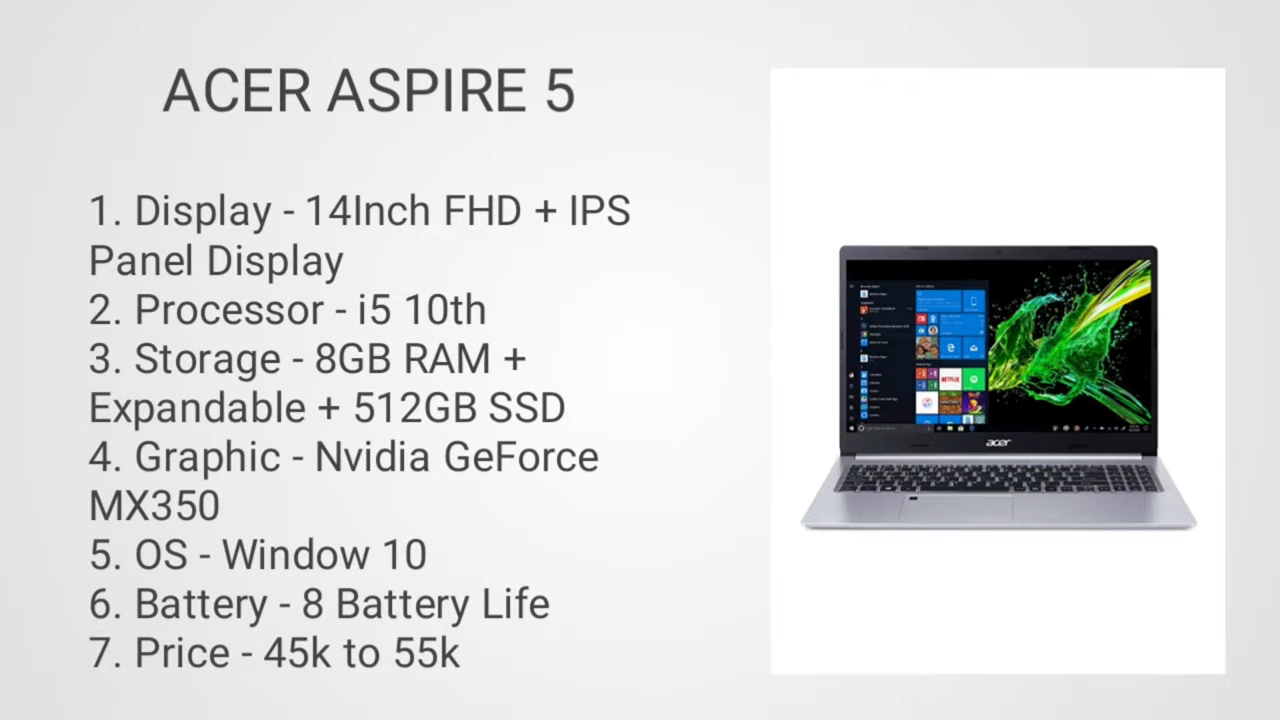 ACER ASPIRE 5
1. Display - 14Inch FHD + IPS
Panel Display
2. Processor - i5 10th
3. Storage - 8GB RAM +
Expandable + 512GB SSD
4. Graphic - Nvidia GeForce
MX350
5. OS - Window 10
6. Battery - 8 Battery Life
7. Price - 45k to 55k
NETFLIX
acer